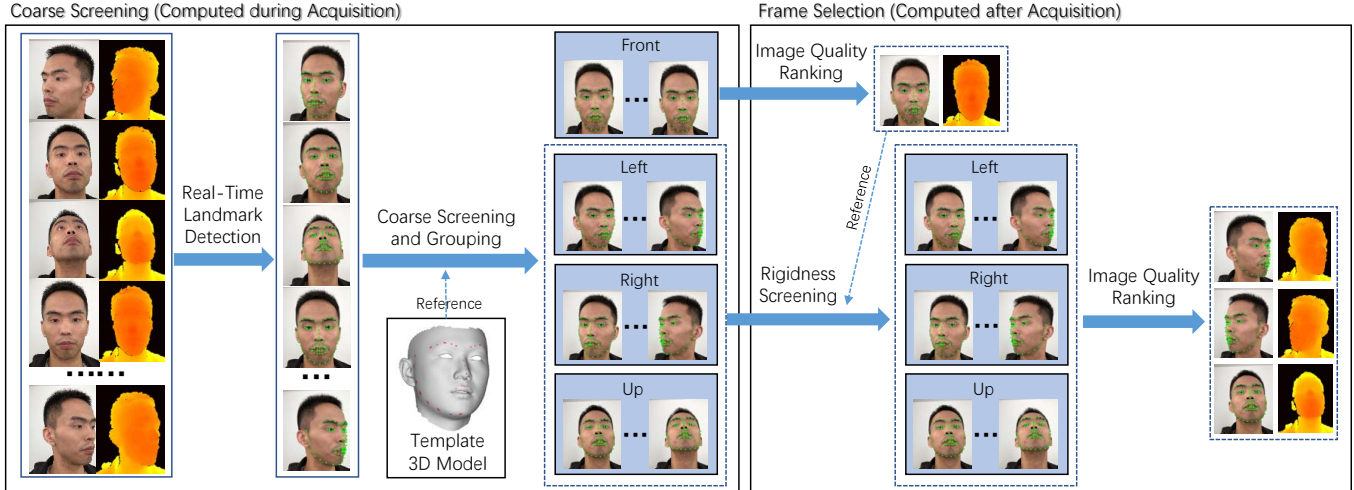 Coarse Screening (Computed during Acquisition)
Real-Time
Landmark
Detection
Coarse Screening
and Grouping
Reference
Template
3D Model
Front
Left
Right
Up
Frame Selection (Computed after Acquisition)
Image Quality
Ranking
Reference
Rigidness
Screening
Left
Right
Up
Image Quality
Ranking